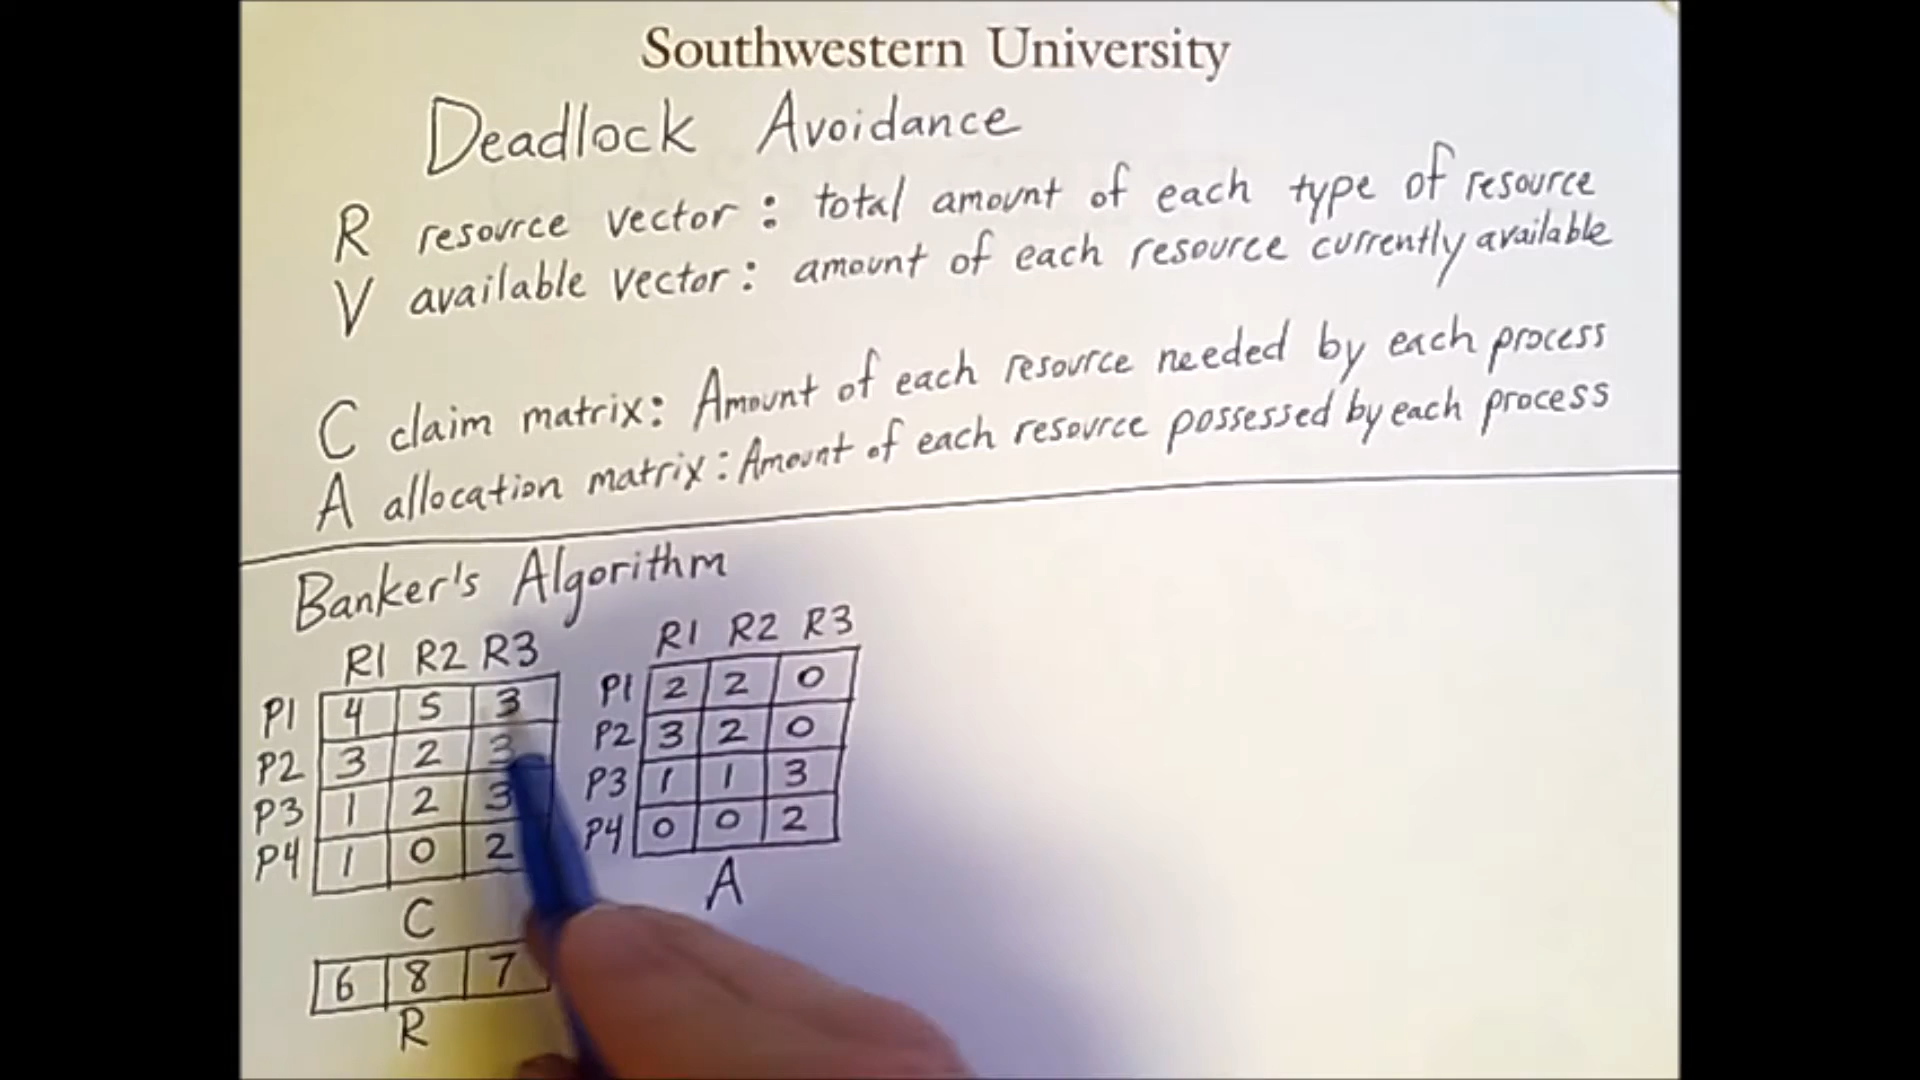 Southwestern University
Deadlock Avoidance
R resource vector: total amount of each type of resource
V available vector: amount of each resource currently available
C claim matrix: Amount of each resource needed by each process
A allocation matrix: Amount of each resource possessed by each process
Banker's Algorithm
R1 R2 R3
P1 4 5 3
P2 3 2 3
P3 1 2 3
P4 1 0 2
C
6 8 7
R
R1 R2 R3
P1 2 2 0
P2 3 2 0
P3 1 1 3
P4 0 0 2
A